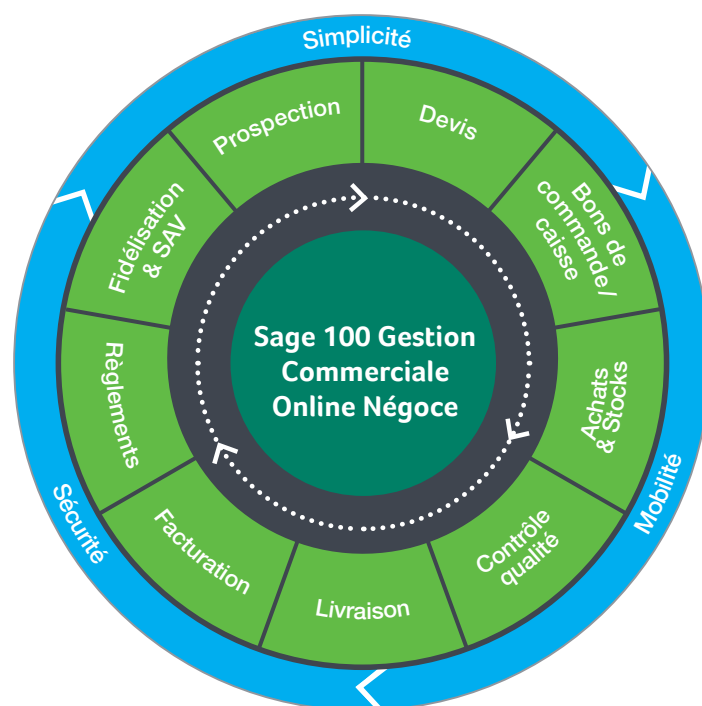 Simplicité
Prospection
Devis
Bons de
commande /
caisse
Achats
& Stocks
Contrôle
qualité
Livraison
Facturation
Règlements
Fidélisation
& SAV
Mobilité
Sécurité
Sage 100 Gestion
Commerciale
Online Négoce